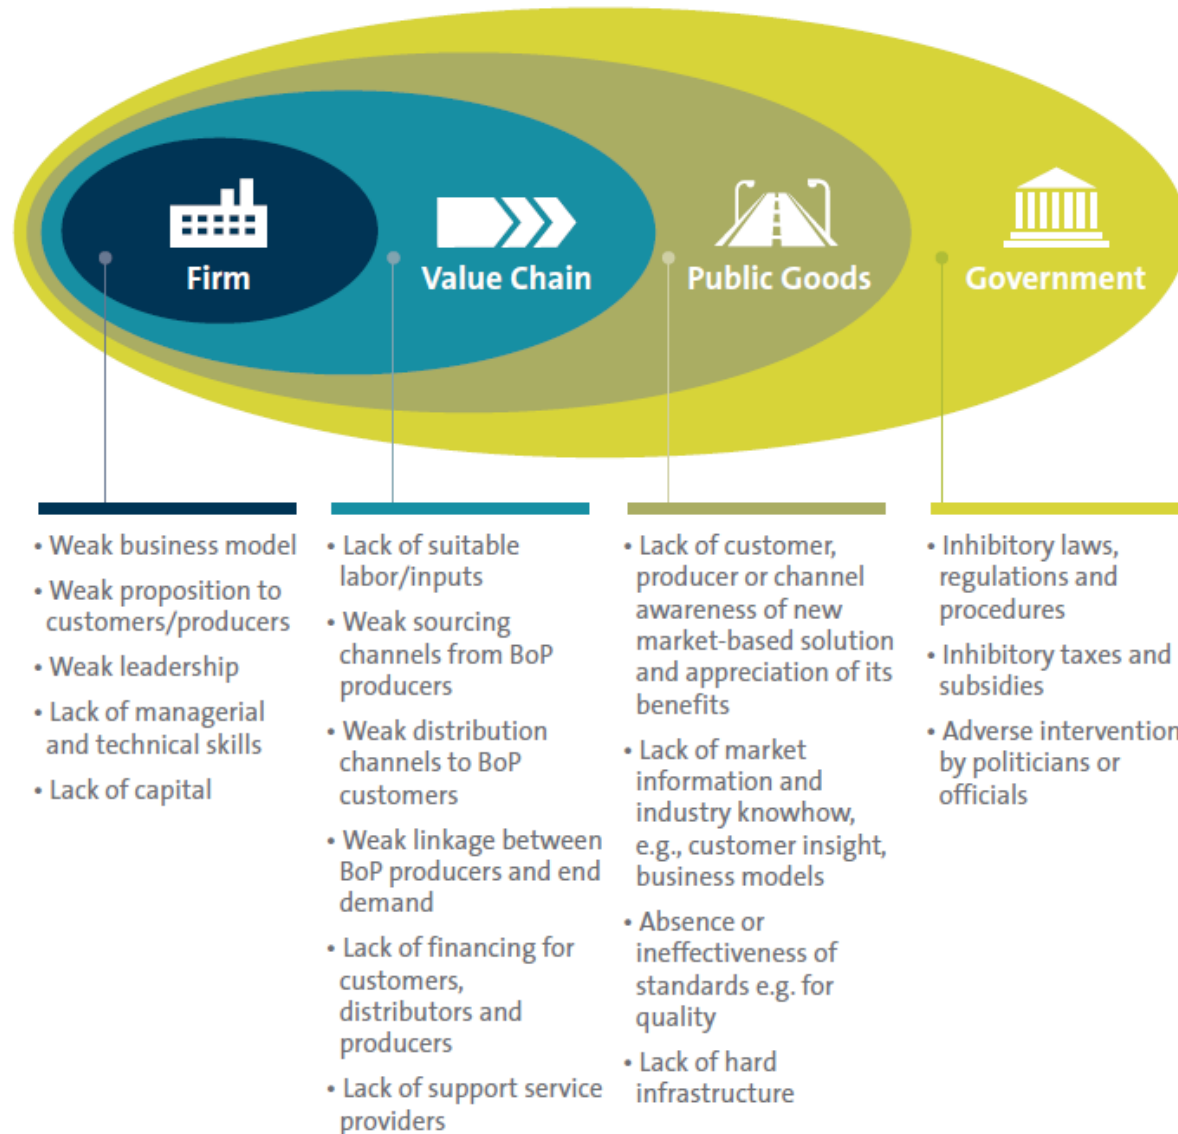 Firm
Value Chain
Public Goods
Government
• Weak business model
• Weak proposition to
customers/producers
• Weak leadership
• Lack of managerial
and technical skills
• Lack of capital
• Lack of suitable
labor/inputs
• Weak sourcing
channels from BoP
producers
• Weak distribution
channels to BoP
customers
• Weak linkage between
BoP producers and end
demand
• Lack of financing for
customers,
distributors and
producers
• Lack of support service
providers
• Lack of customer,
producer or channel
awareness of new
market-based solution
and appreciation of its
benefits
• Lack of market
information and
industry knowhow,
e.g., customer insight,
business models
• Absence or
ineffectiveness of
standards e.g. for
quality
• Lack of hard
infrastructure
• Inhibitory laws,
regulations and
procedures
• Inhibitory taxes and
subsidies
• Adverse intervention
by politicians or
officials